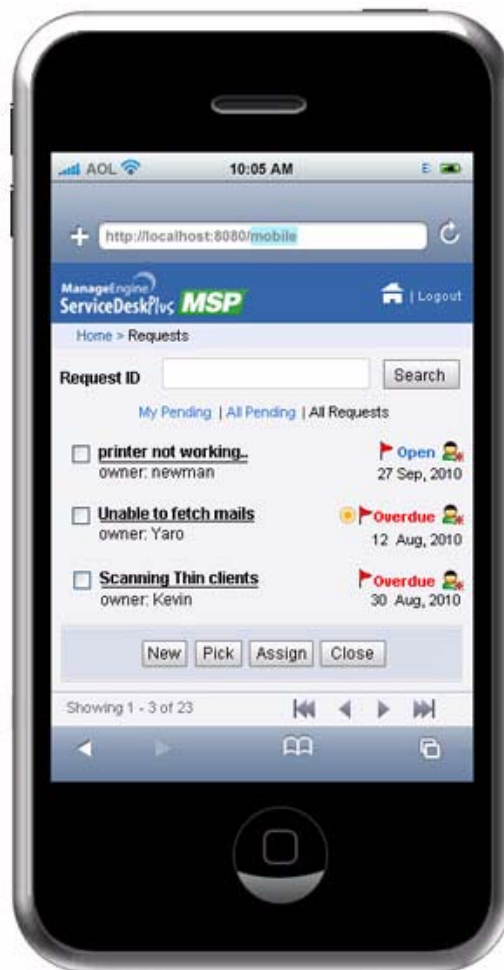 AOL 10:05 AM E
http://localhost:8080/mobile
ManageEngine
ServiceDeskPlus MSP | Logout
Home > Requests
Request ID Search
My Pending | All Pending | All Requests
printer not working.. Open
owner: newman 27 Sep, 2010
Unable to fetch mails Overdue
owner: Yaro 12 Aug, 2010
Scanning Thin clients Overdue
owner: Kevin 30 Aug, 2010
New Pick Assign Close
Showing 1 - 3 of 23